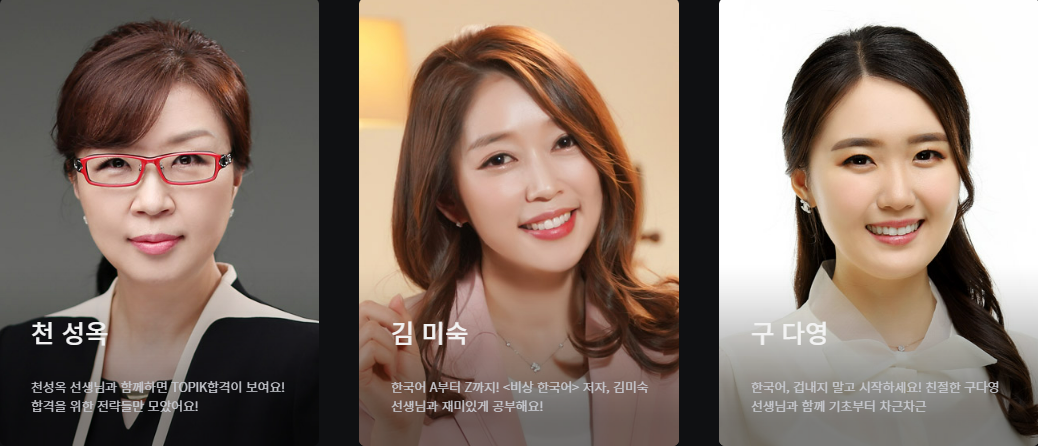 천 성옥
천성옥 선생님과 함께하면 TOPIK합격이 보여요!
합격을 위한 전략들만 모았어요!
김 미숙
한국어 A부터 Z까지! <비상 한국어> 저자, 김미숙
선생님과 재미있게 공부해요!
구 다영
한국어, 겁내지 말고 시작하세요! 친절한 구다영
선생님과 함께 기초부터 차근차근